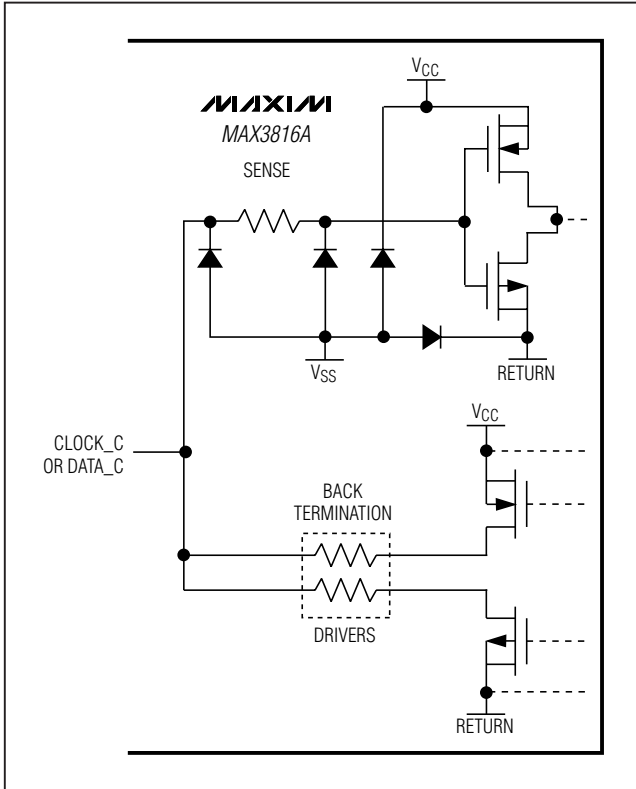 VCC
MAXIM
MAX3816A
SENSE
VSS
RETURN
VCC
CLOCK_C
OR DATA_C
BACK
TERMINATION
DRIVERS
RETURN